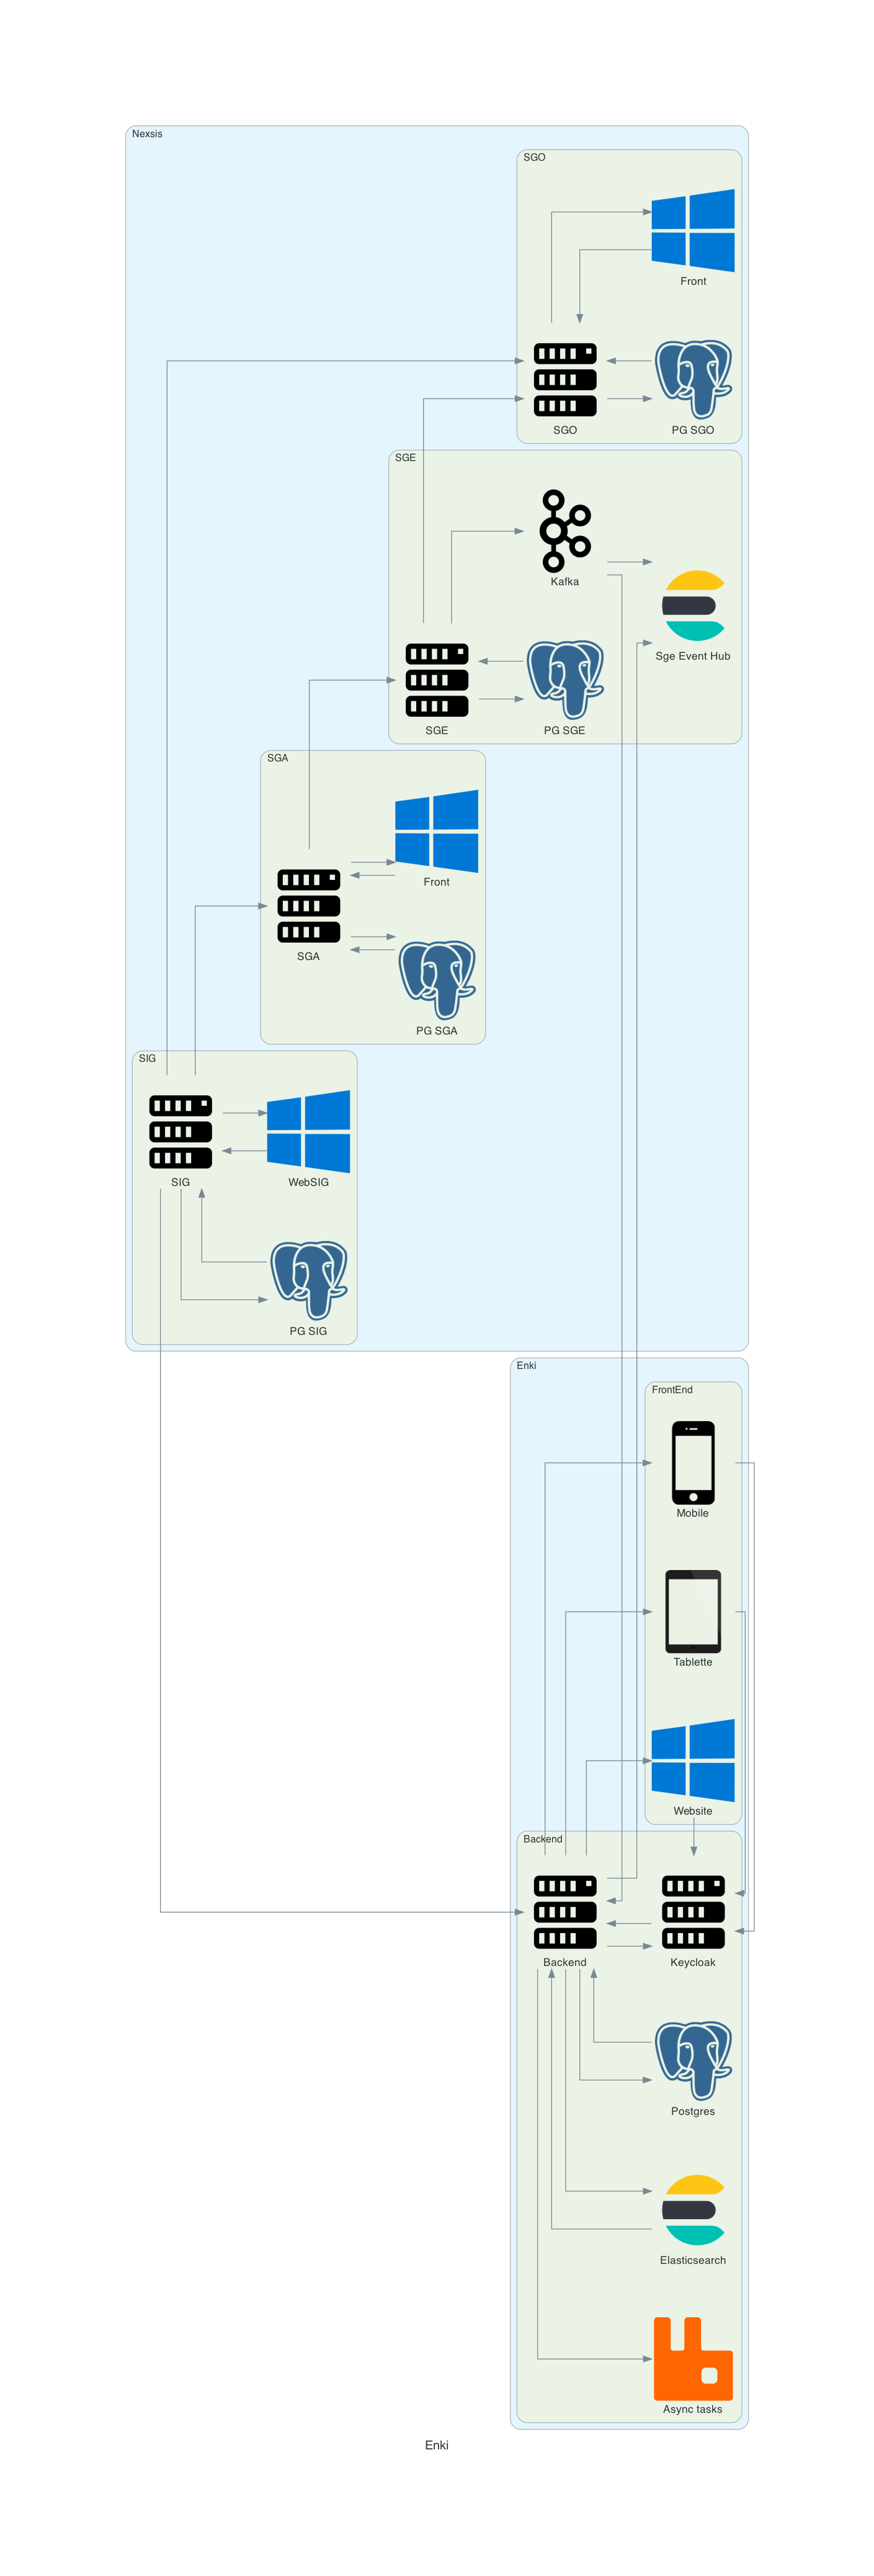 Nexsis
SGO
Front
SGO
PG SGO
SGE
Kafka
Sge Event Hub
SGE
PG SGE
SGA
Front
SGA
PG SGA
SIG
SIG
WebSIG
PG SIG
Enki
FrontEnd
Mobile
Tablette
Website
Backend
Backend
Keycloak
Postgres
Elasticsearch
Async tasks
Enki